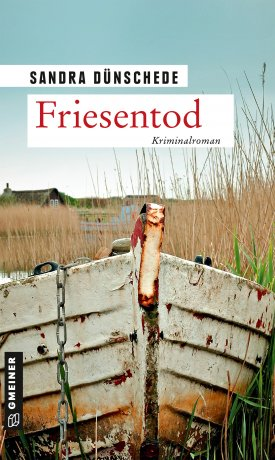 SANDRA DÜNSCHEDE
Friesentod
Kriminalroman
GMEINER